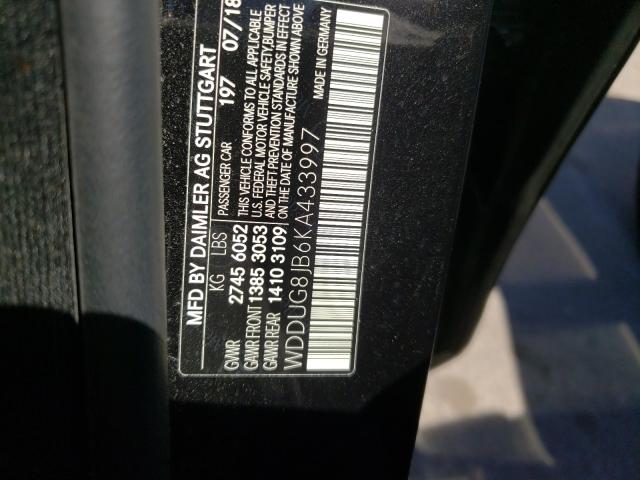 MFD BY DAIMLER AG STUTTGART
KG LBS PASSENGER CAR 197 07/18
GVWR 2745 6052 THIS VEHICLE CONFORMS TO ALL APPLICABLE
GAWR FRONT 1385 3053 U.S. FEDERAL MOTOR VEHICLE SAFETY, BUMPER
GAWR REAR 1410 3109 AND THEFT PREVENTION STANDARDS IN EFFECT
ON THE DATE OF MANUFACTURE SHOWN ABOVE
WDDUG8JB6KA433997 MADE IN GERMANY